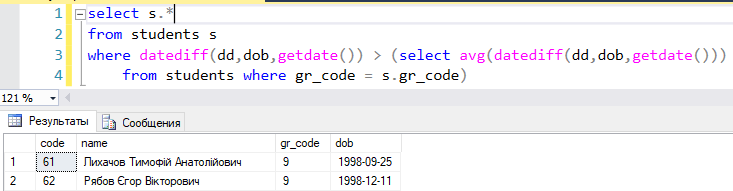 1 select s.*
2 from students s
3 where datediff(dd,dob,getdate()) > (select avg(datediff(dd,dob,getdate()))
4 from students where gr_code = s.gr_code)
121 %
Результаты Сообщения
code name gr_code dob
1 61 Лихачов Тимофій Анатолійович 9 1998-09-25
2 62 Рябов Єгор Вікторович 9 1998-12-11